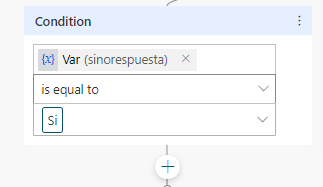 Condition
{x} Var (sinorespuesta)
is equal to
Si